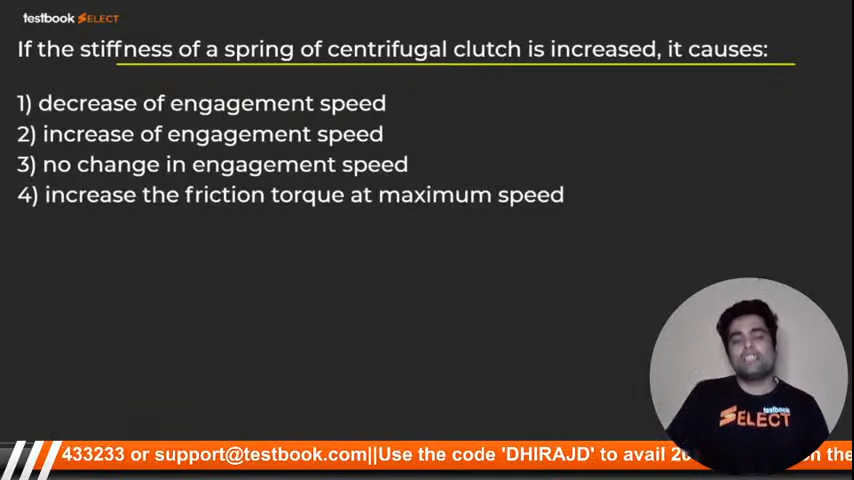 testbook SELECT
If the stiffness of a spring of centrifugal clutch is increased, it causes:
1) decrease of engagement speed
2) increase of engagement speed
3) no change in engagement speed
4) increase the friction torque at maximum speed
testbook
SELECT
433233 or support@testbook.com||Use the code 'DHIRAJD' to avail the